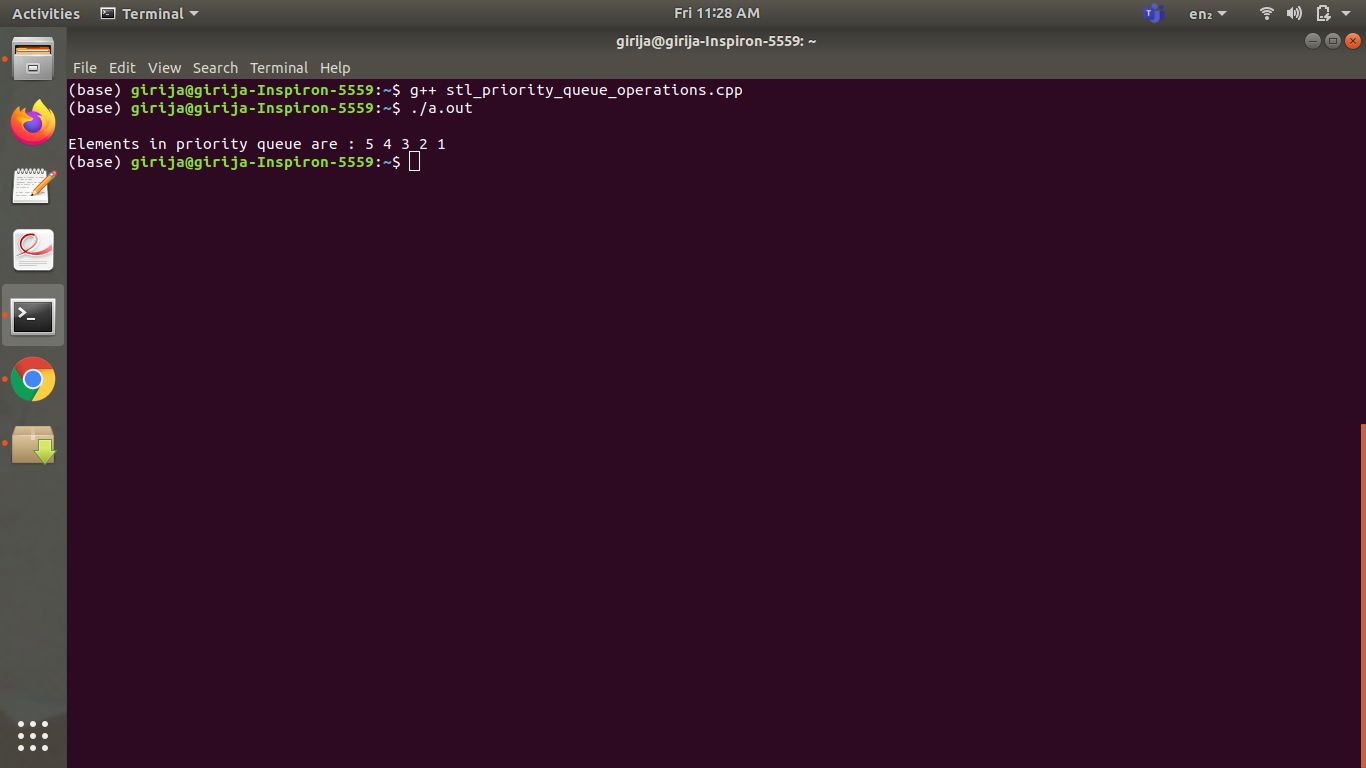 Activities Terminal Fri 11:28 AM en₂
girija@girija-Inspiron-5559: ~
File Edit View Search Terminal Help
(base) girija@girija-Inspiron-5559:~$ g++ stl_priority_queue_operations.cpp
(base) girija@girija-Inspiron-5559:~$ ./a.out
Elements in priority queue are : 5 4 3 2 1
(base) girija@girija-Inspiron-5559:~$